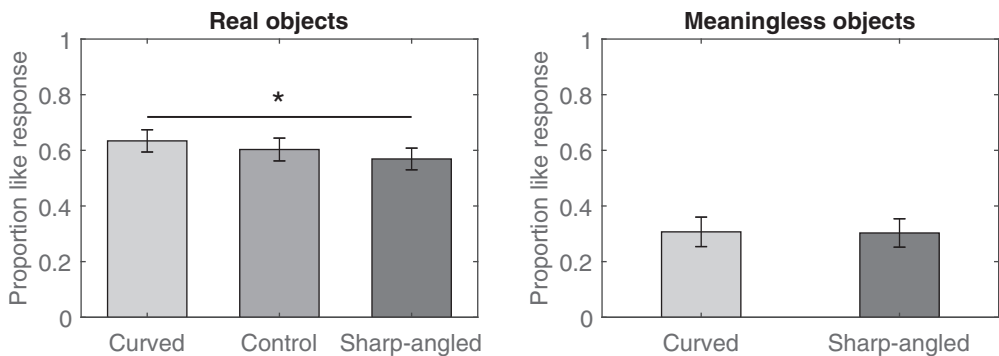 Real objects
Proportion like response
1
0.8
0.6
0.4
0.2
0
*
Curved Control Sharp-angled
Meaningless objects
Proportion like response
1
0.8
0.6
0.4
0.2
0
Curved Sharp-angled